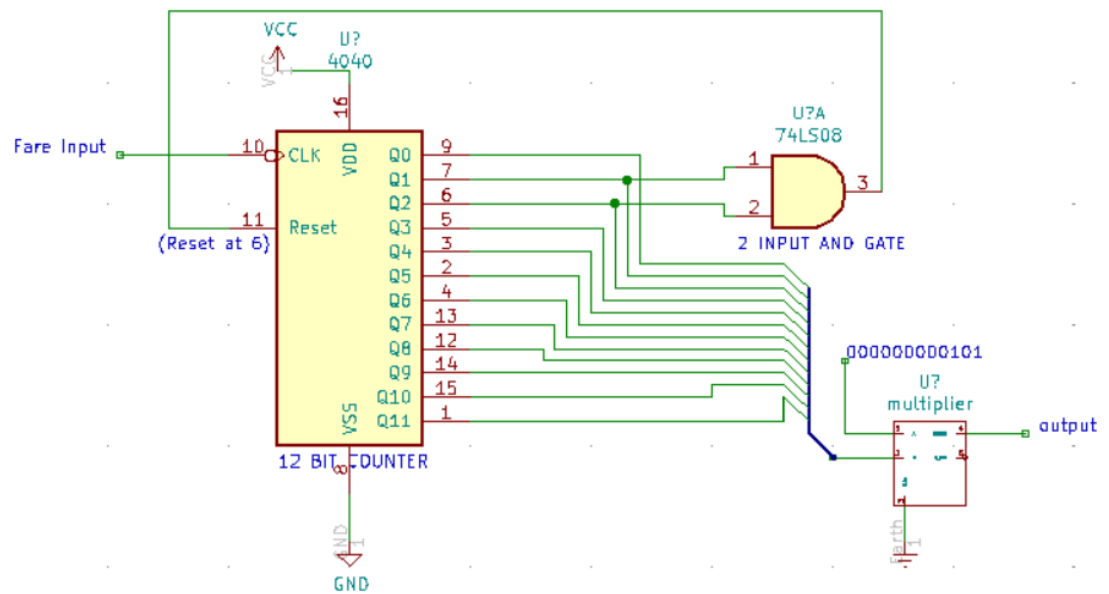 VCC
U?
4040
VCC
1
16
Fare Input
10
CLK
VDD
Q0
9
Q1
7
Q2
6
11
Reset
Q3
5
(Reset at 6)
Q4
3
Q5
2
Q6
4
Q7
13
Q8
12
Q9
14
Q10
15
VSS
Q11
1
12 BIT COUNTER
8
GND
1
GND
U?A
74LS08
1
2
3
2 INPUT AND GATE
000000000101
U?
multiplier
output
Earth
1